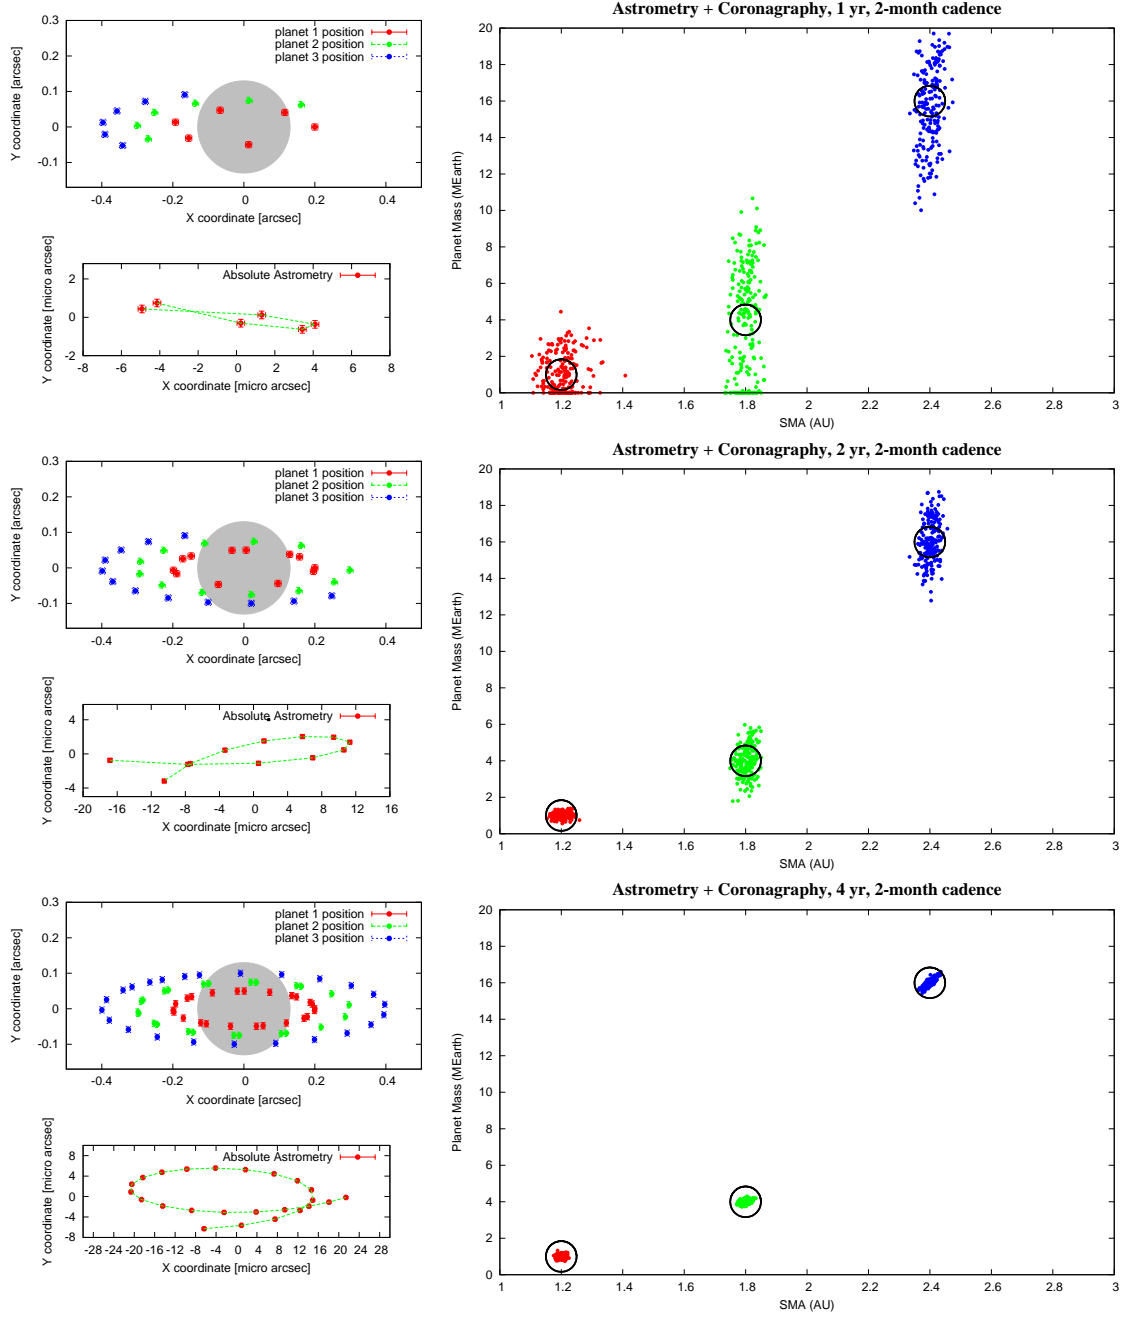 0.3
0.2
0.1
0
-0.1
Y coordinate [arcsec]
planet 1 position
planet 2 position
planet 3 position
-0.4 -0.2 0 0.2 0.4
X coordinate [arcsec]
2
0
-2
Y coordinate [micro arcsec]
Absolute Astrometry
-8 -6 -4 -2 0 2 4 6 8
X coordinate [micro arcsec]
Astrometry + Coronagraphy, 1 yr, 2-month cadence
20
18
16
14
12
10
8
6
4
2
0
Planet Mass (MEarth)
1 1.2 1.4 1.6 1.8 2 2.2 2.4 2.6 2.8 3
SMA (AU)
0.3
0.2
0.1
0
-0.1
Y coordinate [arcsec]
planet 1 position
planet 2 position
planet 3 position
-0.4 -0.2 0 0.2 0.4
X coordinate [arcsec]
4
0
-4
Y coordinate [micro arcsec]
Absolute Astrometry
-20 -16 -12 -8 -4 0 4 8 12 16
X coordinate [micro arcsec]
Astrometry + Coronagraphy, 2 yr, 2-month cadence
20
18
16
14
12
10
8
6
4
2
0
Planet Mass (MEarth)
1 1.2 1.4 1.6 1.8 2 2.2 2.4 2.6 2.8 3
SMA (AU)
0.3
0.2
0.1
0
-0.1
Y coordinate [arcsec]
planet 1 position
planet 2 position
planet 3 position
-0.4 -0.2 0 0.2 0.4
X coordinate [arcsec]
8
4
0
-4
-8
Y coordinate [micro arcsec]
Absolute Astrometry
-28 -24 -20 -16 -12 -8 -4 0 4 8 12 16 20 24 28
X coordinate [micro arcsec]
Astrometry + Coronagraphy, 4 yr, 2-month cadence
20
18
16
14
12
10
8
6
4
2
0
Planet Mass (MEarth)
1 1.2 1.4 1.6 1.8 2 2.2 2.4 2.6 2.8 3
SMA (AU)